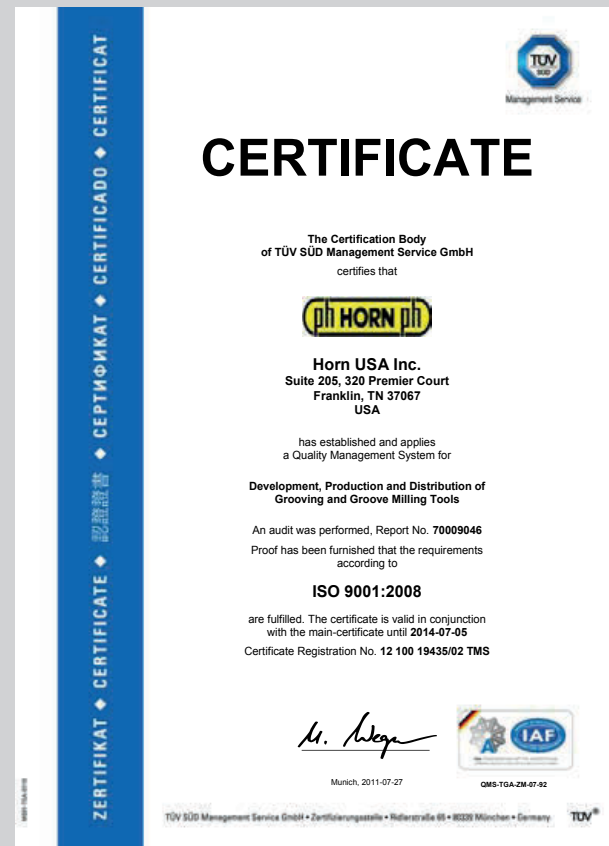 TÜV
SÜD
Management Service
CERTIFICATE
The Certification Body
of TÜV SÜD Management Service GmbH
certifies that
ph HORN ph
Horn USA Inc.
Suite 205, 320 Premier Court
Franklin, TN 37067
USA
has established and applies
a Quality Management System for
Development, Production and Distribution of
Grooving and Groove Milling Tools
An audit was performed, Report No. 70009046
Proof has been furnished that the requirements
according to
ISO 9001:2008
are fulfilled. The certificate is valid in conjunction
with the main-certificate until 2014-07-05
Certificate Registration No. 12 100 19435/02 TMS
Munich, 2011-07-27
IAF
QMS-TGA-ZM-07-92
TÜV SÜD Management Service GmbH • Zertifizierungsstelle • Ridlerstraße 65 • 80339 München • Germany
TÜV®
ZERTIFIKAT ◆ CERTIFICATE ◆ 認證證書 ◆ СЕРТИФИКАТ ◆ CERTIFICADO ◆ CERTIFICAT